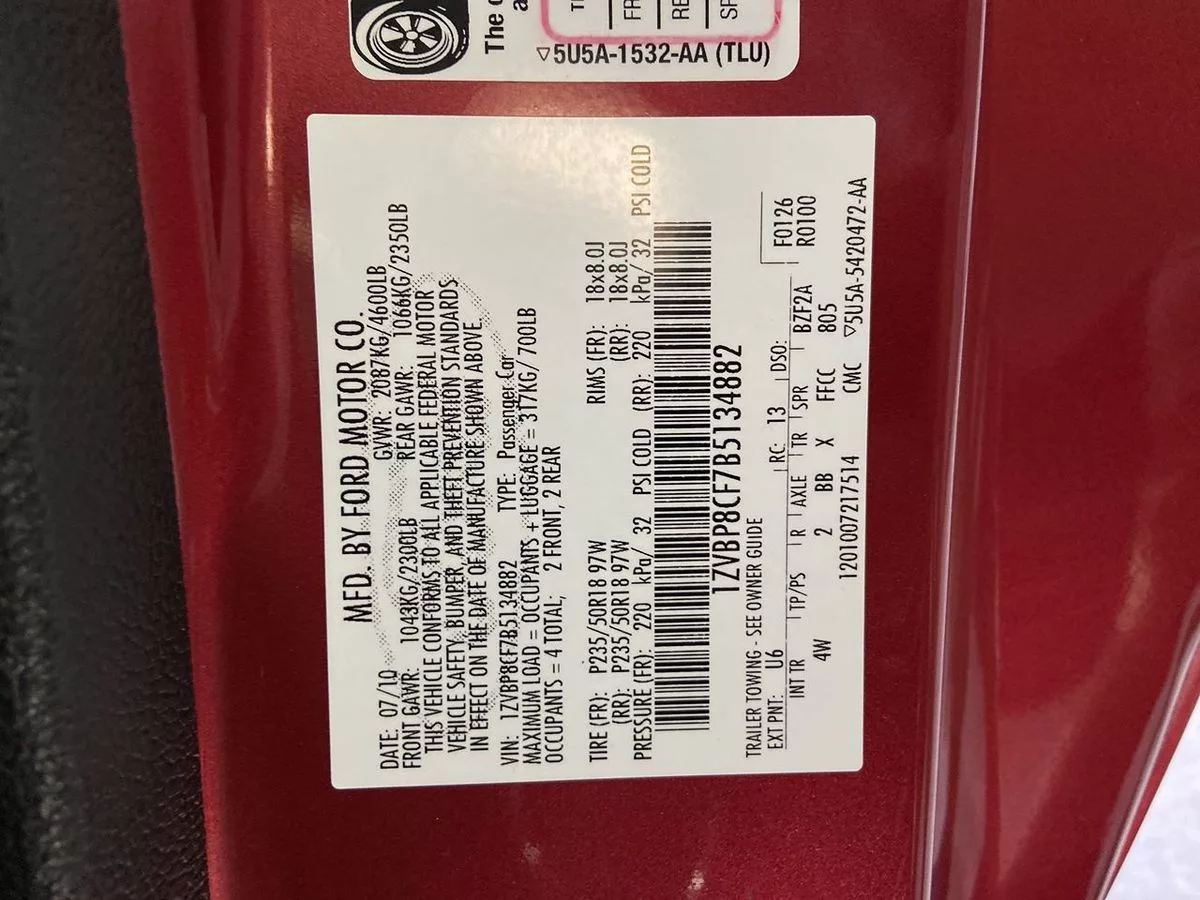 The
TI
FR
RE
SP
▽5U5A-1532-AA (TLU)
MFD. BY FORD MOTOR CO.
DATE: 07/10 GVWR: 2087KG/4600LB
FRONT GAWR: 1043KG/2300LB REAR GAWR: 1066KG/2350LB
THIS VEHICLE CONFORMS TO ALL APPLICABLE FEDERAL MOTOR
VEHICLE SAFETY, BUMPER, AND THEFT PREVENTION STANDARDS
IN EFFECT ON THE DATE OF MANUFACTURE SHOWN ABOVE.
VIN: 1ZVBP8CF7B5134882 TYPE: Passenger Car
MAXIMUM LOAD = OCCUPANTS + LUGGAGE = 317KG/700LB
OCCUPANTS = 4 TOTAL; 2 FRONT, 2 REAR
TIRE (FR): P235/50R18 97W RIMS (FR): 18x8.0J
(RR): P235/50R18 97W (RR): 18x8.0J
PRESSURE (FR): 220 kPa/ 32 PSI COLD (RR): 220 kPa/ 32 PSI COLD
1ZVBP8CF7B5134882
TRAILER TOWING - SEE OWNER GUIDE
EXT PNT: U6 RC: 13 DSO: F0126
R0100
INT TR TP/PS R AXLE TR SPR BZF2A
4W 2 BB X FFCC 805
1201007217514 CMC ▽5U5A-5420472-AA